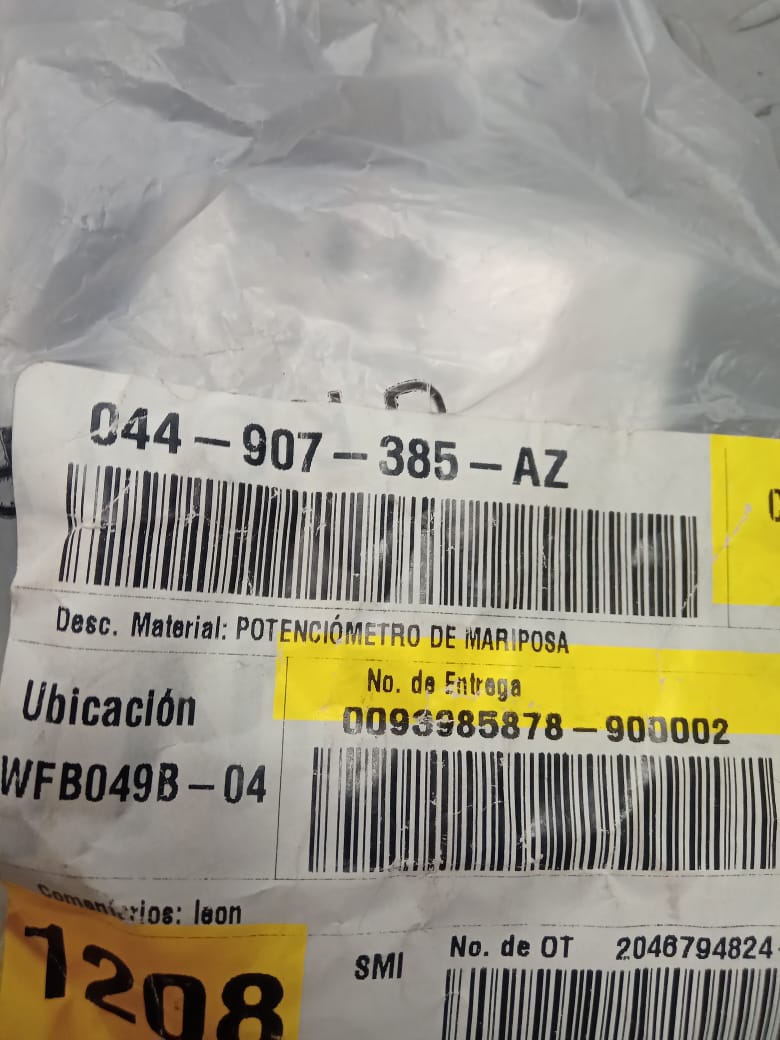 044-907-385-AZ
Desc. Material: POTENCIÓMETRO DE MARIPOSA
No. de Entrega
Ubicación
0093985878-900002
WFB049B-04
Comentarios: leon
1208
SMI
No. de OT 2046794824-